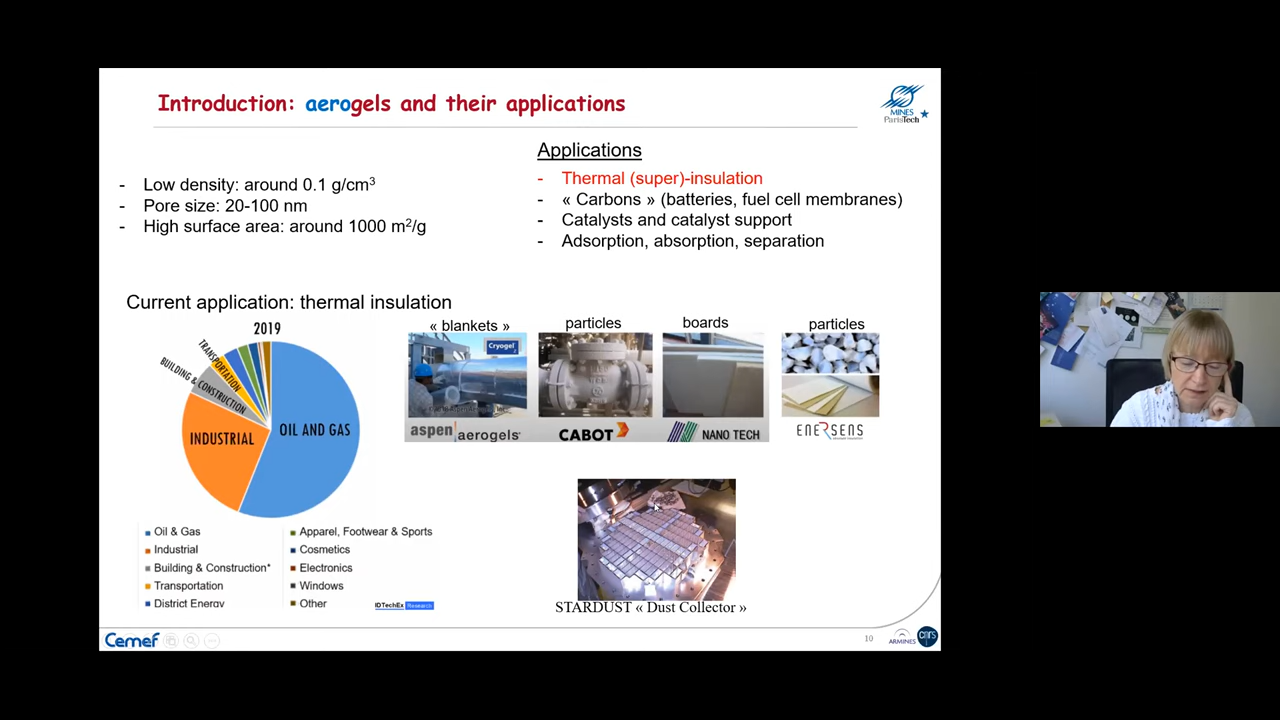 Introduction: aerogels and their applications
MINES
ParisTech
- Low density: around 0.1 g/cm³
- Pore size: 20-100 nm
- High surface area: around 1000 m²/g
Applications
- Thermal (super)-insulation
- « Carbons » (batteries, fuel cell membranes)
- Catalysts and catalyst support
- Adsorption, absorption, separation
Current application: thermal insulation
2019
TRANSPORTATION
BUILDING & CONSTRUCTION
INDUSTRIAL
OIL AND GAS
Oil & Gas
Industrial
Building & Construction*
Transportation
District Energy
Apparel, Footwear & Sports
Cosmetics
Electronics
Windows
Other
IDTechEx Research
« blankets »
particles
boards
particles
Cryogel
aspen aerogels
CABOT
NANO TECH
ENERSENS
STARDUST « Dust Collector »
Cemef
10
ARMINES
cnrs